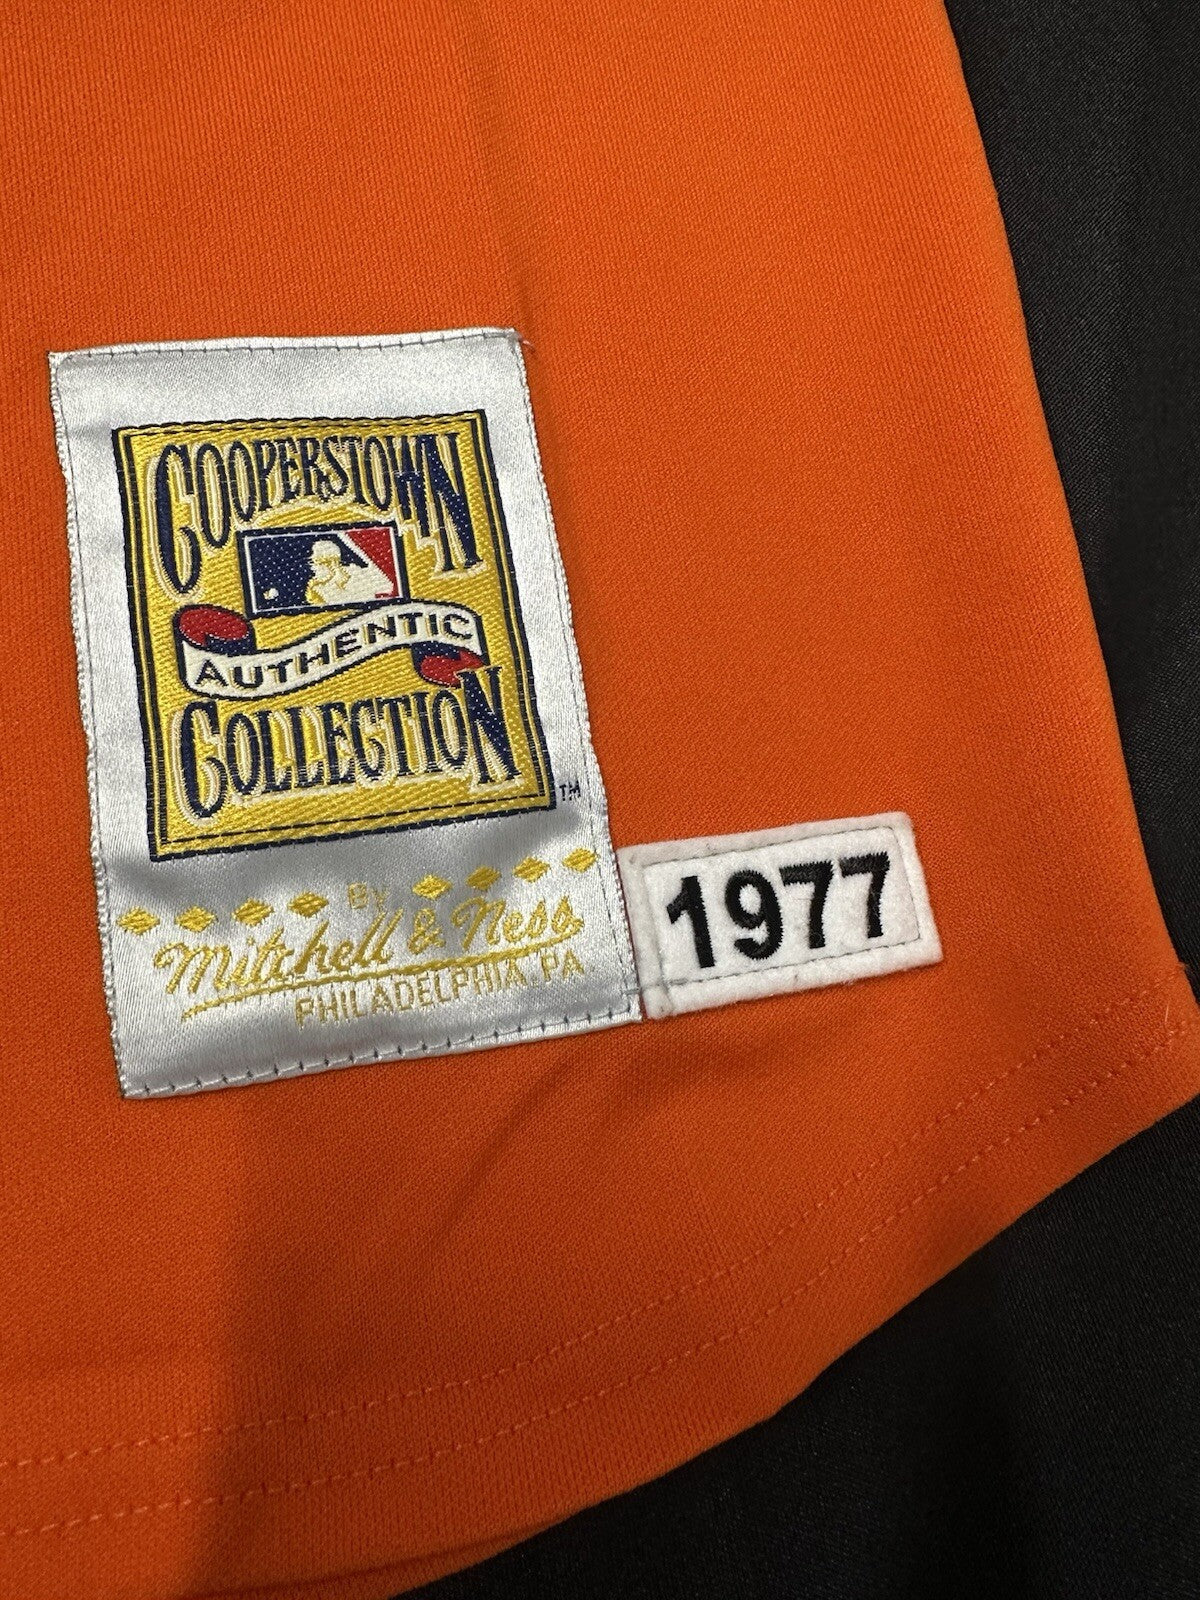 COOPERSTOWN
AUTHENTIC
COLLECTION
TM
BY
Mitchell & Ness
PHILADELPHIA, PA
1977